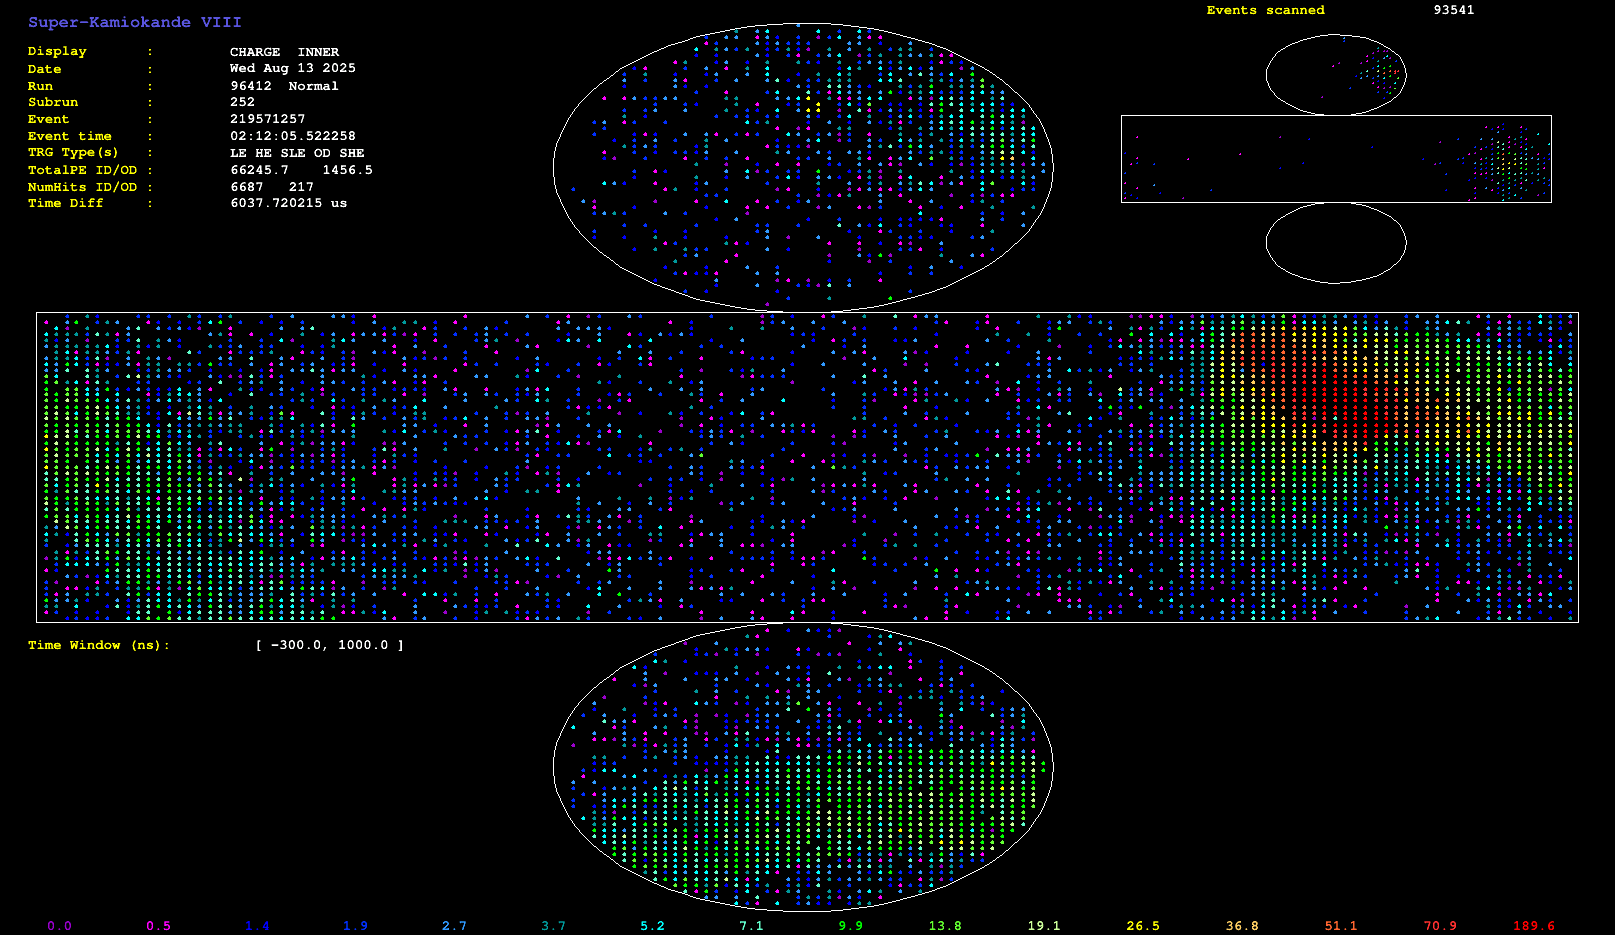 Super-Kamiokande VIII
Events scanned 93541
Display : CHARGE INNER
Date : Wed Aug 13 2025
Run : 96412 Normal
Subrun : 252
Event : 219571257
Event time : 02:12:05.522258
TRG Type(s) : LE HE SLE OD SHE
TotalPE ID/OD : 66245.7 1456.5
NumHits ID/OD : 6687 217
Time Diff : 6037.720215 us
Time Window (ns): [ -300.0, 1000.0 ]
0.0 0.5 1.4 1.9 2.7 3.7 5.2 7.1 9.9 13.8 19.1 26.5 36.8 51.1 70.9 189.6